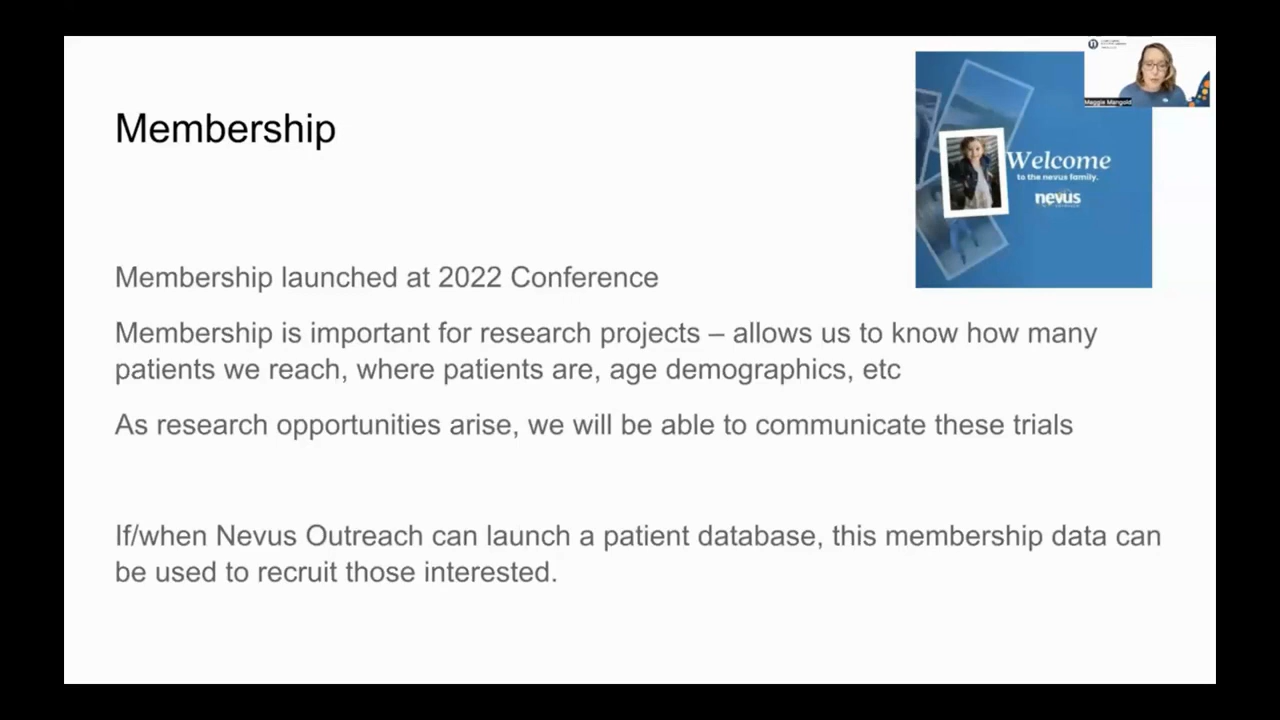 Membership
Meggie Mangold
Welcome
to the nevus family.
nevus
Membership launched at 2022 Conference
Membership is important for research projects – allows us to know how many
patients we reach, where patients are, age demographics, etc
As research opportunities arise, we will be able to communicate these trials
If/when Nevus Outreach can launch a patient database, this membership data can
be used to recruit those interested.